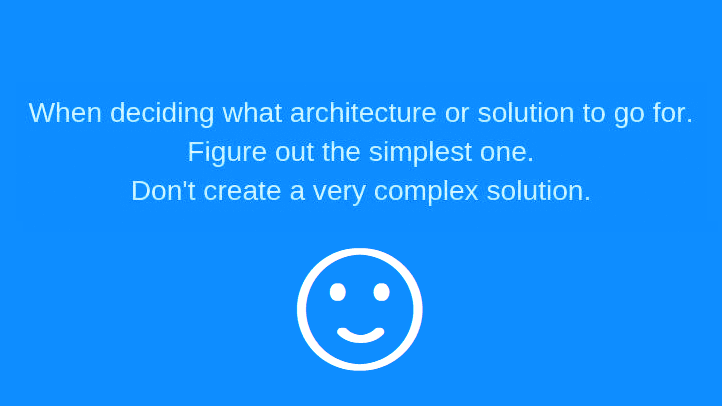 When deciding what architecture or solution to go for.
Figure out the simplest one.
Don't create a very complex solution.